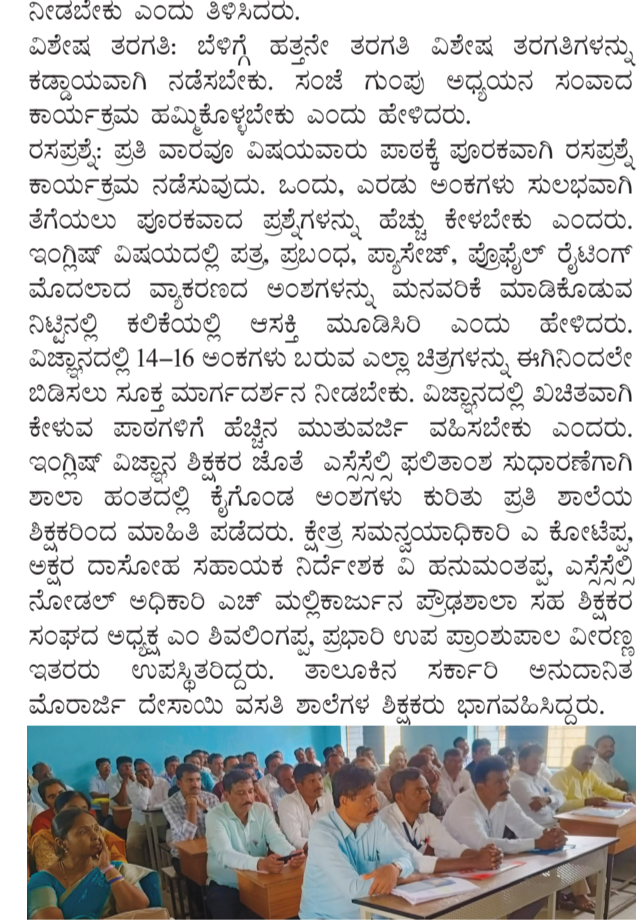 ನೀಡಬೇಕು ಎಂದು ತಿಳಿಸಿದರು.
ವಿಶೇಷ ತರಗತಿ: ಬೆಳಿಗ್ಗೆ ಹತ್ತನೇ ತರಗತಿ ವಿಶೇಷ ತರಗತಿಗಳನ್ನು
ಕಡ್ಡಾಯವಾಗಿ ನಡೆಸಬೇಕು. ಸಂಜೆ ಗುಂಪು ಅಧ್ಯಯನ ಸಂವಾದ
ಕಾರ್ಯಕ್ರಮ ಹಮ್ಮಿಕೊಳ್ಳಬೇಕು ಎಂದು ಹೇಳಿದರು.
ರಸಪ್ರಶ್ನೆ: ಪ್ರತಿ ವಾರವೂ ವಿಷಯವಾರು ಪಾಠಕ್ಕೆ ಪೂರಕವಾಗಿ ರಸಪ್ರಶ್ನೆ
ಕಾರ್ಯಕ್ರಮ ನಡೆಸುವುದು. ಒಂದು, ಎರಡು ಅಂಕಗಳು ಸುಲಭವಾಗಿ
ತೆಗೆಯಲು ಪೂರಕವಾದ ಪ್ರಶ್ನೆಗಳನ್ನು ಹೆಚ್ಚು ಕೇಳಬೇಕು ಎಂದರು.
ಇಂಗ್ಲಿಷ್ ವಿಷಯದಲ್ಲಿ ಪತ್ರ, ಪ್ರಬಂಧ, ಪ್ಯಾಸೇಜ್, ಪ್ರೊಫೈಲ್ ರೈಟಿಂಗ್
ಮೊದಲಾದ ವ್ಯಾಕರಣದ ಅಂಶಗಳನ್ನು ಮನವರಿಕೆ ಮಾಡಿಕೊಡುವ
ನಿಟ್ಟಿನಲ್ಲಿ ಕಲಿಕೆಯಲ್ಲಿ ಆಸಕ್ತಿ ಮೂಡಿಸಿರಿ ಎಂದು ಹೇಳಿದರು.
ವಿಜ್ಞಾನದಲ್ಲಿ 14–16 ಅಂಕಗಳು ಬರುವ ಎಲ್ಲಾ ಚಿತ್ರಗಳನ್ನು ಈಗಿನಿಂದಲೇ
ಬಿಡಿಸಲು ಸೂಕ್ತ ಮಾರ್ಗದರ್ಶನ ನೀಡಬೇಕು. ವಿಜ್ಞಾನದಲ್ಲಿ ಖಚಿತವಾಗಿ
ಕೇಳುವ ಪಾಠಗಳಿಗೆ ಹೆಚ್ಚಿನ ಮುತುವರ್ಜಿ ವಹಿಸಬೇಕು ಎಂದರು.
ಇಂಗ್ಲಿಷ್ ವಿಜ್ಞಾನ ಶಿಕ್ಷಕರ ಜೊತೆ ಎಸ್ಸೆಸ್ಸೆಲ್ಸಿ ಫಲಿತಾಂಶ ಸುಧಾರಣೆಗಾಗಿ
ಶಾಲಾ ಹಂತದಲ್ಲಿ ಕೈಗೊಂಡ ಅಂಶಗಳು ಕುರಿತು ಪ್ರತಿ ಶಾಲೆಯ
ಶಿಕ್ಷಕರಿಂದ ಮಾಹಿತಿ ಪಡೆದರು. ಕ್ಷೇತ್ರ ಸಮನ್ವಯಾಧಿಕಾರಿ ಎ ಕೋಟೆಪ್ಪ,
ಅಕ್ಷರ ದಾಸೋಹ ಸಹಾಯಕ ನಿರ್ದೇಶಕ ವಿ ಹನುಮಂತಪ್ಪ, ಎಸ್ಸೆಸ್ಸೆಲ್ಸಿ
ನೋಡಲ್ ಅಧಿಕಾರಿ ಎಚ್ ಮಲ್ಲಿಕಾರ್ಜುನ ಪ್ರೌಢಶಾಲಾ ಸಹ ಶಿಕ್ಷಕರ
ಸಂಘದ ಅಧ್ಯಕ್ಷ ಎಂ ಶಿವಲಿಂಗಪ್ಪ, ಪ್ರಭಾರಿ ಉಪ ಪ್ರಾಂಶುಪಾಲ ವೀರಣ್ಣ
ಇತರರು ಉಪಸ್ಥಿತರಿದ್ದರು. ತಾಲೂಕಿನ ಸರ್ಕಾರಿ ಅನುದಾನಿತ
ಮೊರಾರ್ಜಿ ದೇಸಾಯಿ ವಸತಿ ಶಾಲೆಗಳ ಶಿಕ್ಷಕರು ಭಾಗವಹಿಸಿದ್ದರು.